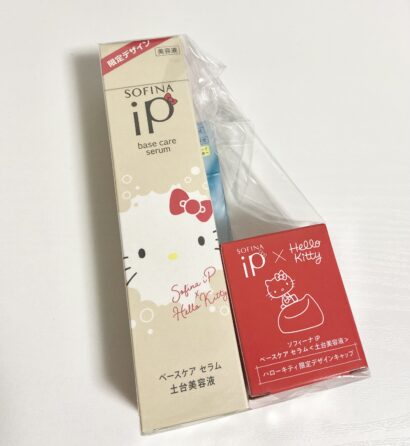 限定デザイン
美容液
SOFINA
iP
base care
serum
Sofina iP
×
Hello Kitty
ベースケア セラム
土台美容液
SOFINA
iP × Hello Kitty
ソフィーナ iP
ベースケア セラム<土台美容液>
ハローキティ限定デザインキャップ